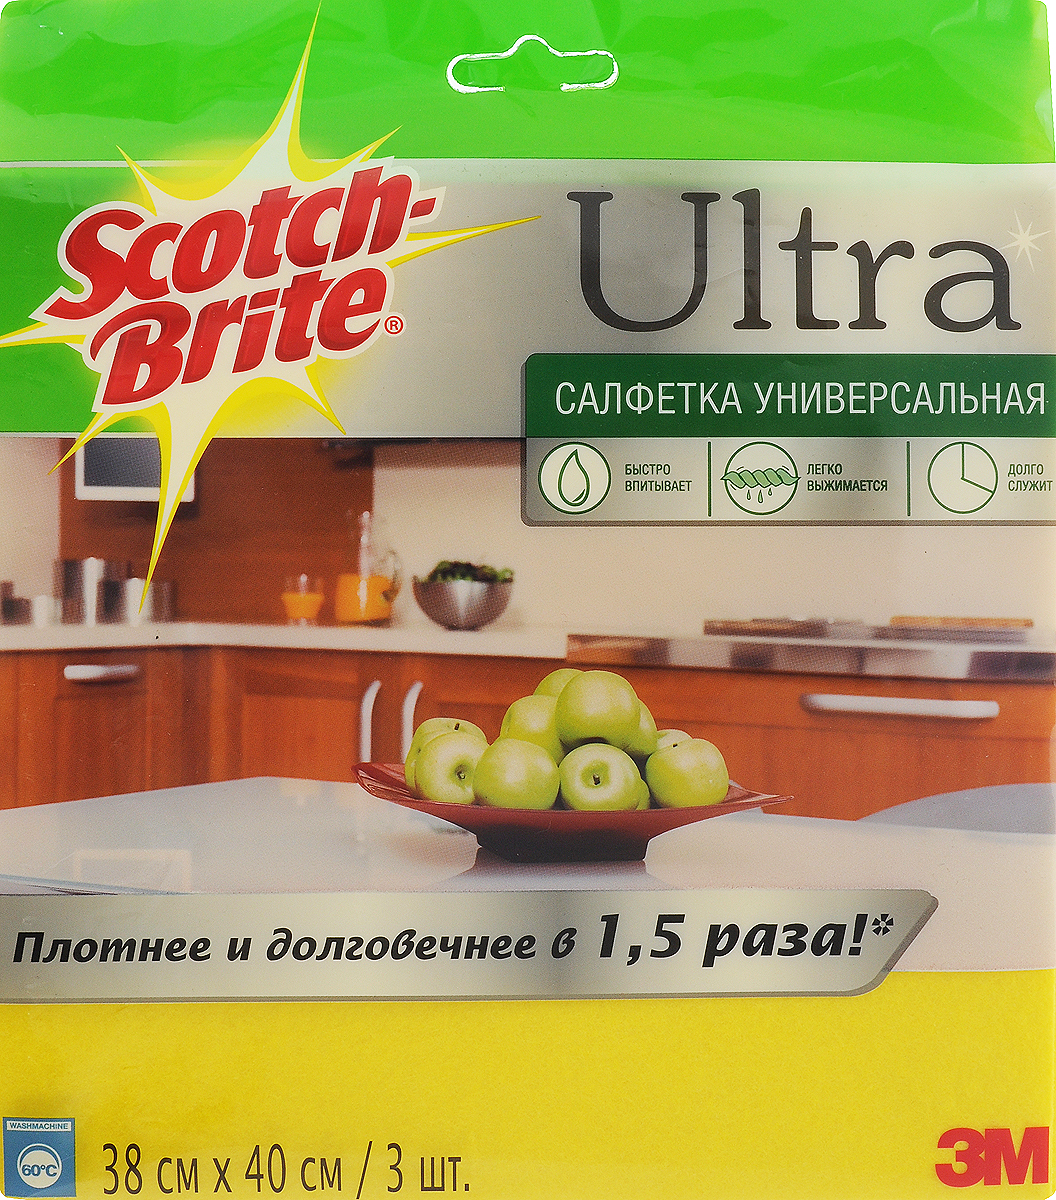 Scotch-
Brite®
Ultra
САЛФЕТКА УНИВЕРСАЛЬНАЯ
БЫСТРО
ВПИТЫВАЕТ
ЛЕГКО
ВЫЖИМАЕТСЯ
ДОЛГО
СЛУЖИТ
Плотнее и долговечнее в 1,5 раза!*
WASHMACHINE
60°C
38 см x 40 см / 3 шт.
3M